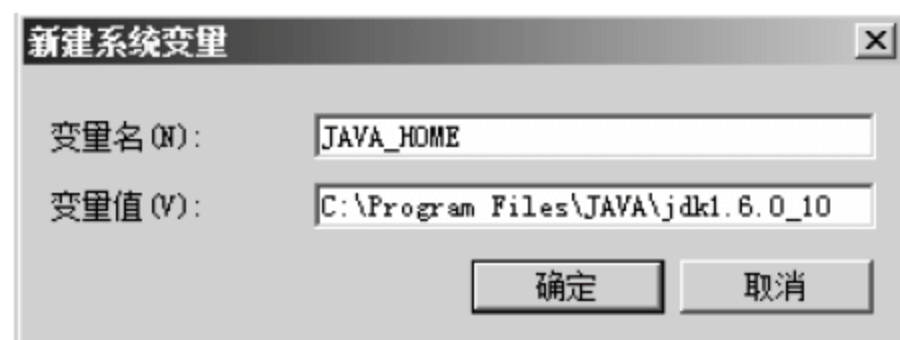 新建系统变量
变量名(N):
JAVA_HOME
变量值(V):
C:\Program Files\JAVA\jdk1.6.0_10
确定
取消